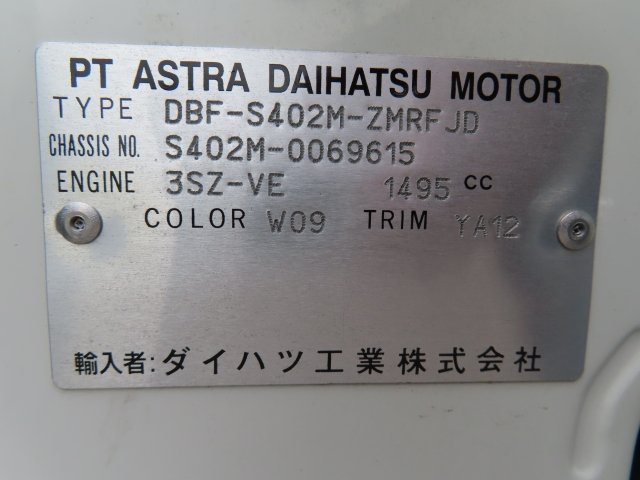 PT ASTRA DAIHATSU MOTOR
TYPE DBF-S402M-ZMRFJD
CHASSIS NO. S402M-0069615
ENGINE 3SZ-VE 1495 CC
COLOR W09 TRIM YA12
輸入者:ダイハツ工業株式会社